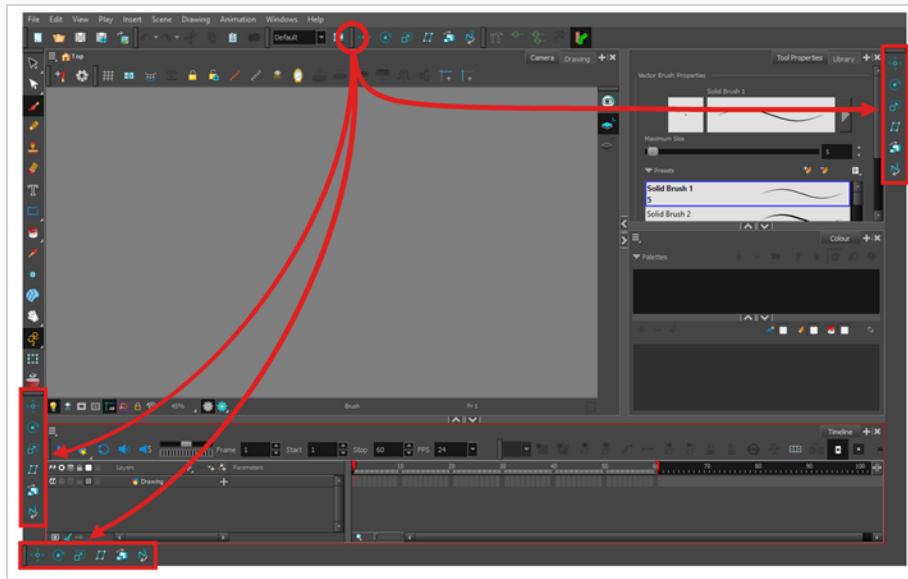 File Edit View Play Insert Scene Drawing Animation Windows Help
Default
Top
Camera Drawing
Tool Properties Library
Vector Brush Properties
Solid Brush 1
Maximum Size
5
Presets
Solid Brush 1
5
Solid Brush 2
Colour
Palettes
Brush
Fr 1
Timeline
Frame 1 Start 1 Stop 60 FPS 24
Layers Parameters
10 20 30 40 50 60 70 80 90 100
Drawing